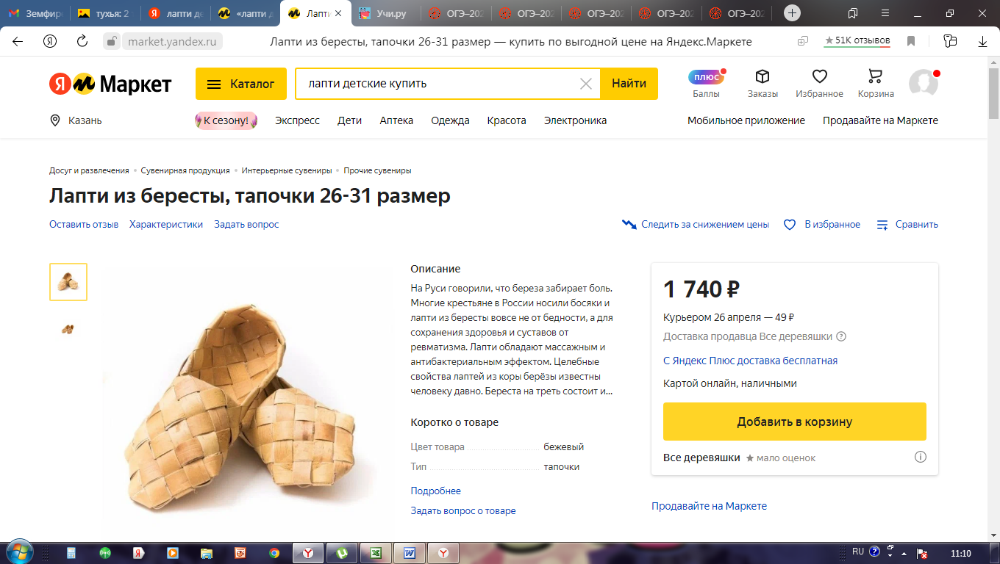 Земфир
тухья: 2
лапти де
«лапти д
Лапти
Учи.ру
ОГЭ–202
ОГЭ–202
ОГЭ–202
ОГЭ–202
ОГЭ–202
market.yandex.ru
Лапти из бересты, тапочки 26-31 размер — купить по выгодной цене на Яндекс.Маркете
51K отзывов
Я Маркет
Каталог
лапти детские купить
Найти
плюс
Баллы
Заказы
Избранное
Корзина
Казань
К сезону!
Экспресс
Дети
Аптека
Одежда
Красота
Электроника
Мобильное приложение
Продавайте на Маркете
Досуг и развлечения • Сувенирная продукция • Интерьерные сувениры • Прочие сувениры
Лапти из бересты, тапочки 26-31 размер
Оставить отзыв
Характеристики
Задать вопрос
Следить за снижением цены
В избранное
Сравнить
Описание
На Руси говорили, что береза забирает боль.
Многие крестьяне в России носили босяки и
лапти из бересты вовсе не от бедности, а для
сохранения здоровья и суставов от
ревматизма. Лапти обладают массажным и
антибактериальным эффектом. Целебные
свойства лаптей из коры берёзы известны
человеку давно. Береста на треть состоит и...
Коротко о товаре
Цвет товара бежевый
Тип тапочки
Подробнее
Задать вопрос о товаре
1 740 ₽
Курьером 26 апреля — 49 ₽
Доставка продавца Все деревяшки
С Яндекс Плюс доставка бесплатная
Картой онлайн, наличными
Добавить в корзину
Все деревяшки ★ мало оценок
Продавайте на Маркете
RU
11:10